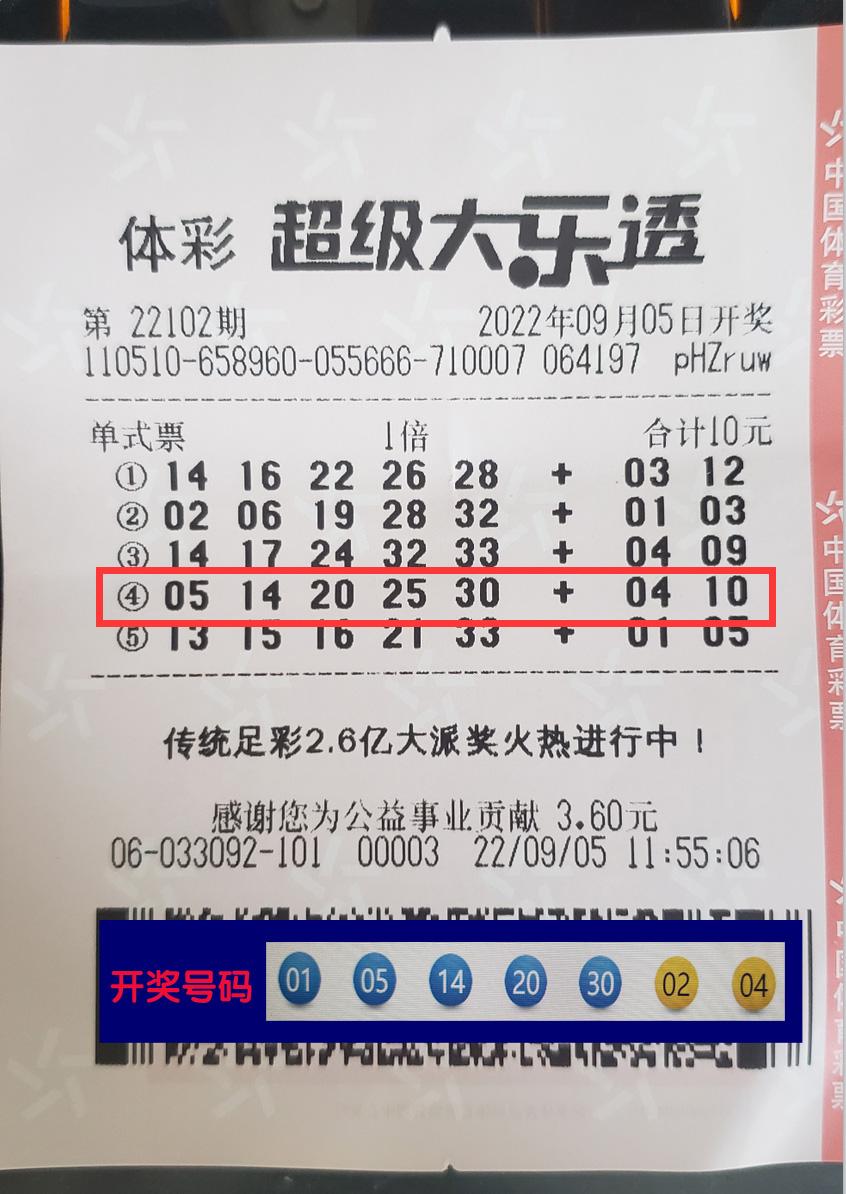 体彩 超级大乐透
第 22102期 2022年09月05日开奖
110510-658960-055666-710007 064197 pHZruw
单式票 1倍 合计10元
① 14 16 22 26 28 + 03 12
② 02 06 19 28 32 + 01 03
③ 14 17 24 32 33 + 04 09
④ 05 14 20 25 30 + 04 10
⑤ 13 15 16 21 33 + 01 05
传统足彩2.6亿大派奖火热进行中！
感谢您为公益事业贡献 3.60元
06-033092-101 00003 22/09/05 11:55:06
开奖号码 01 05 14 20 30 02 04
中国体育彩票
中国体育彩票
中国体育彩票